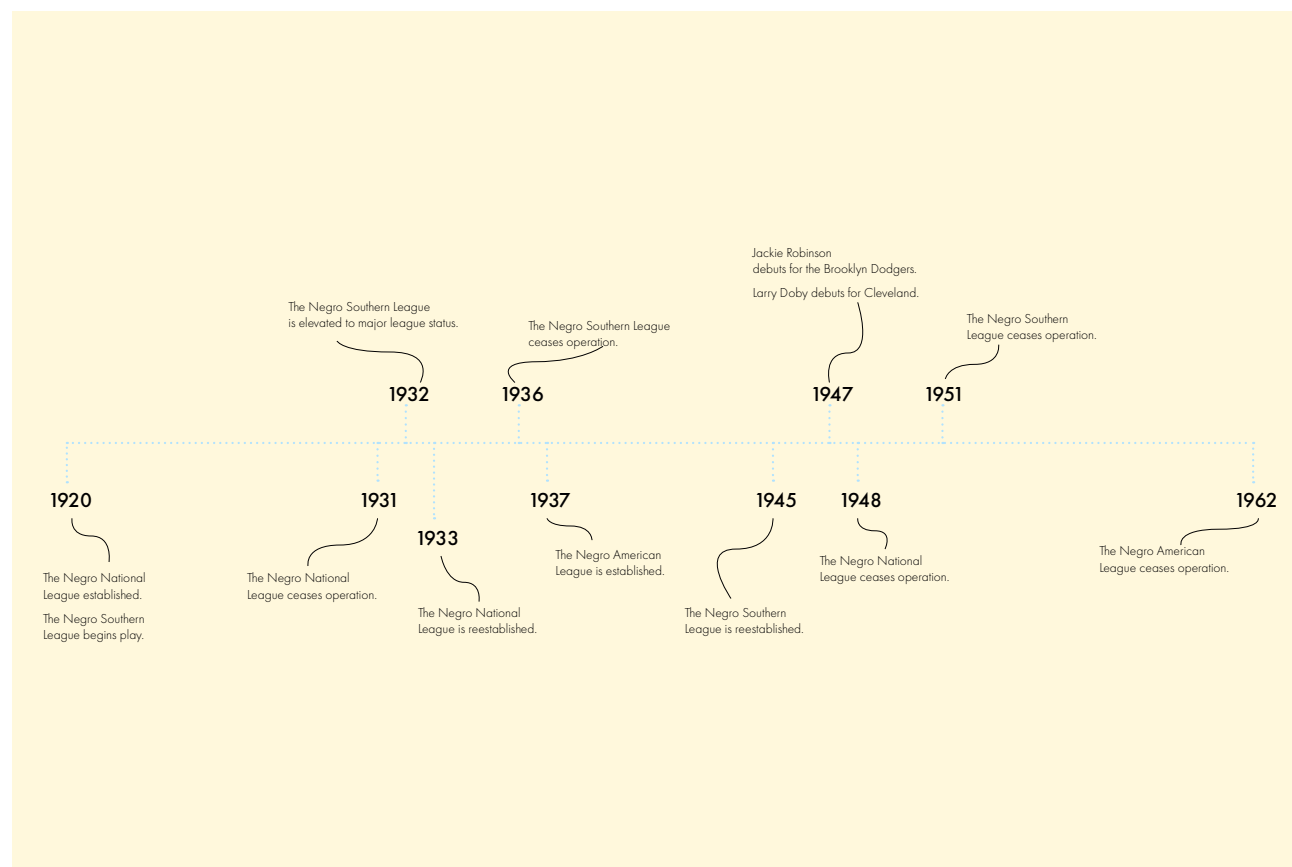 Jackie Robinson
debuts for the Brooklyn Dodgers.
Larry Doby debuts for Cleveland.
The Negro Southern League
is elevated to major league status.
The Negro Southern League
ceases operation.
The Negro Southern
League ceases operation.
1932
1936
1947
1951
1920
1931
1933
1937
1945
1948
1962
The Negro National
League established.
The Negro Southern
League begins play.
The Negro National
League ceases operation.
The Negro National
League is reestablished.
The Negro American
League is established.
The Negro Southern
League is reestablished.
The Negro National
League ceases operation.
The Negro American
League ceases operation.